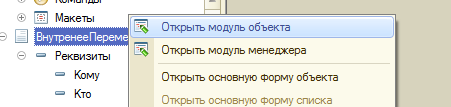 Команды
Макеты
Открыть модуль объекта
ВнутренееПереме
Открыть модуль менеджера
Реквизиты
Кому
Открыть основную форму объекта
Кто
Открыть основную форму списка